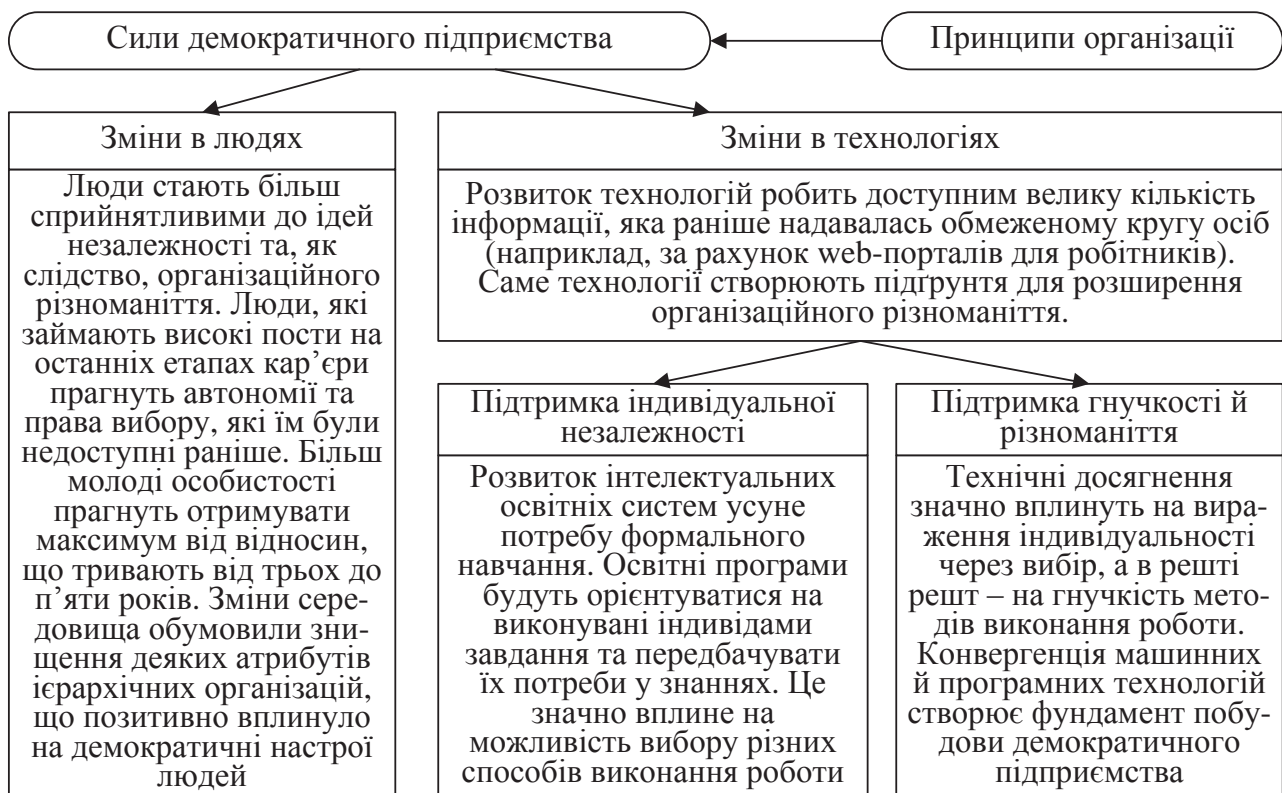 Сили демократичного підприємства
Принципи організації
Зміни в людях
Люди стають більш
сприйнятливими до ідей
незалежності та, як
слідство, організаційного
різноманіття. Люди, які
займають високі пости на
останніх етапах кар’єри
прагнуть автономії та
права вибору, які їм були
недоступні раніше. Більш
молоді особистості
прагнуть отримувати
максимум від відносин,
що тривають від трьох до
п’яти років. Зміни сере-
довища обумовили зни-
щення деяких атрибутів
ієрархічних організацій,
що позитивно вплинуло
на демократичні настрої
людей
Зміни в технологіях
Розвиток технологій робить доступним велику кількість
інформації, яка раніше надавалась обмеженому кругу осіб
(наприклад, за рахунок web-порталів для робітників).
Саме технології створюють підґрунтя для розширення
організаційного різноманіття.
Підтримка індивідуальної
незалежності
Розвиток інтелектуальних
освітніх систем усуне
потребу формального
навчання. Освітні програми
будуть орієнтуватися на
виконувані індивідами
завдання та передбачувати
їх потреби у знаннях. Це
значно вплине на
можливість вибору різних
способів виконання роботи
Підтримка гнучкості й
різноманіття
Технічні досягнення
значно вплинуть на вира-
ження індивідуальності
через вибір, а в решті
решт – на гнучкість мето-
дів виконання роботи.
Конвергенція машинних
й програмних технологій
створює фундамент побу-
дови демократичного
підприємства